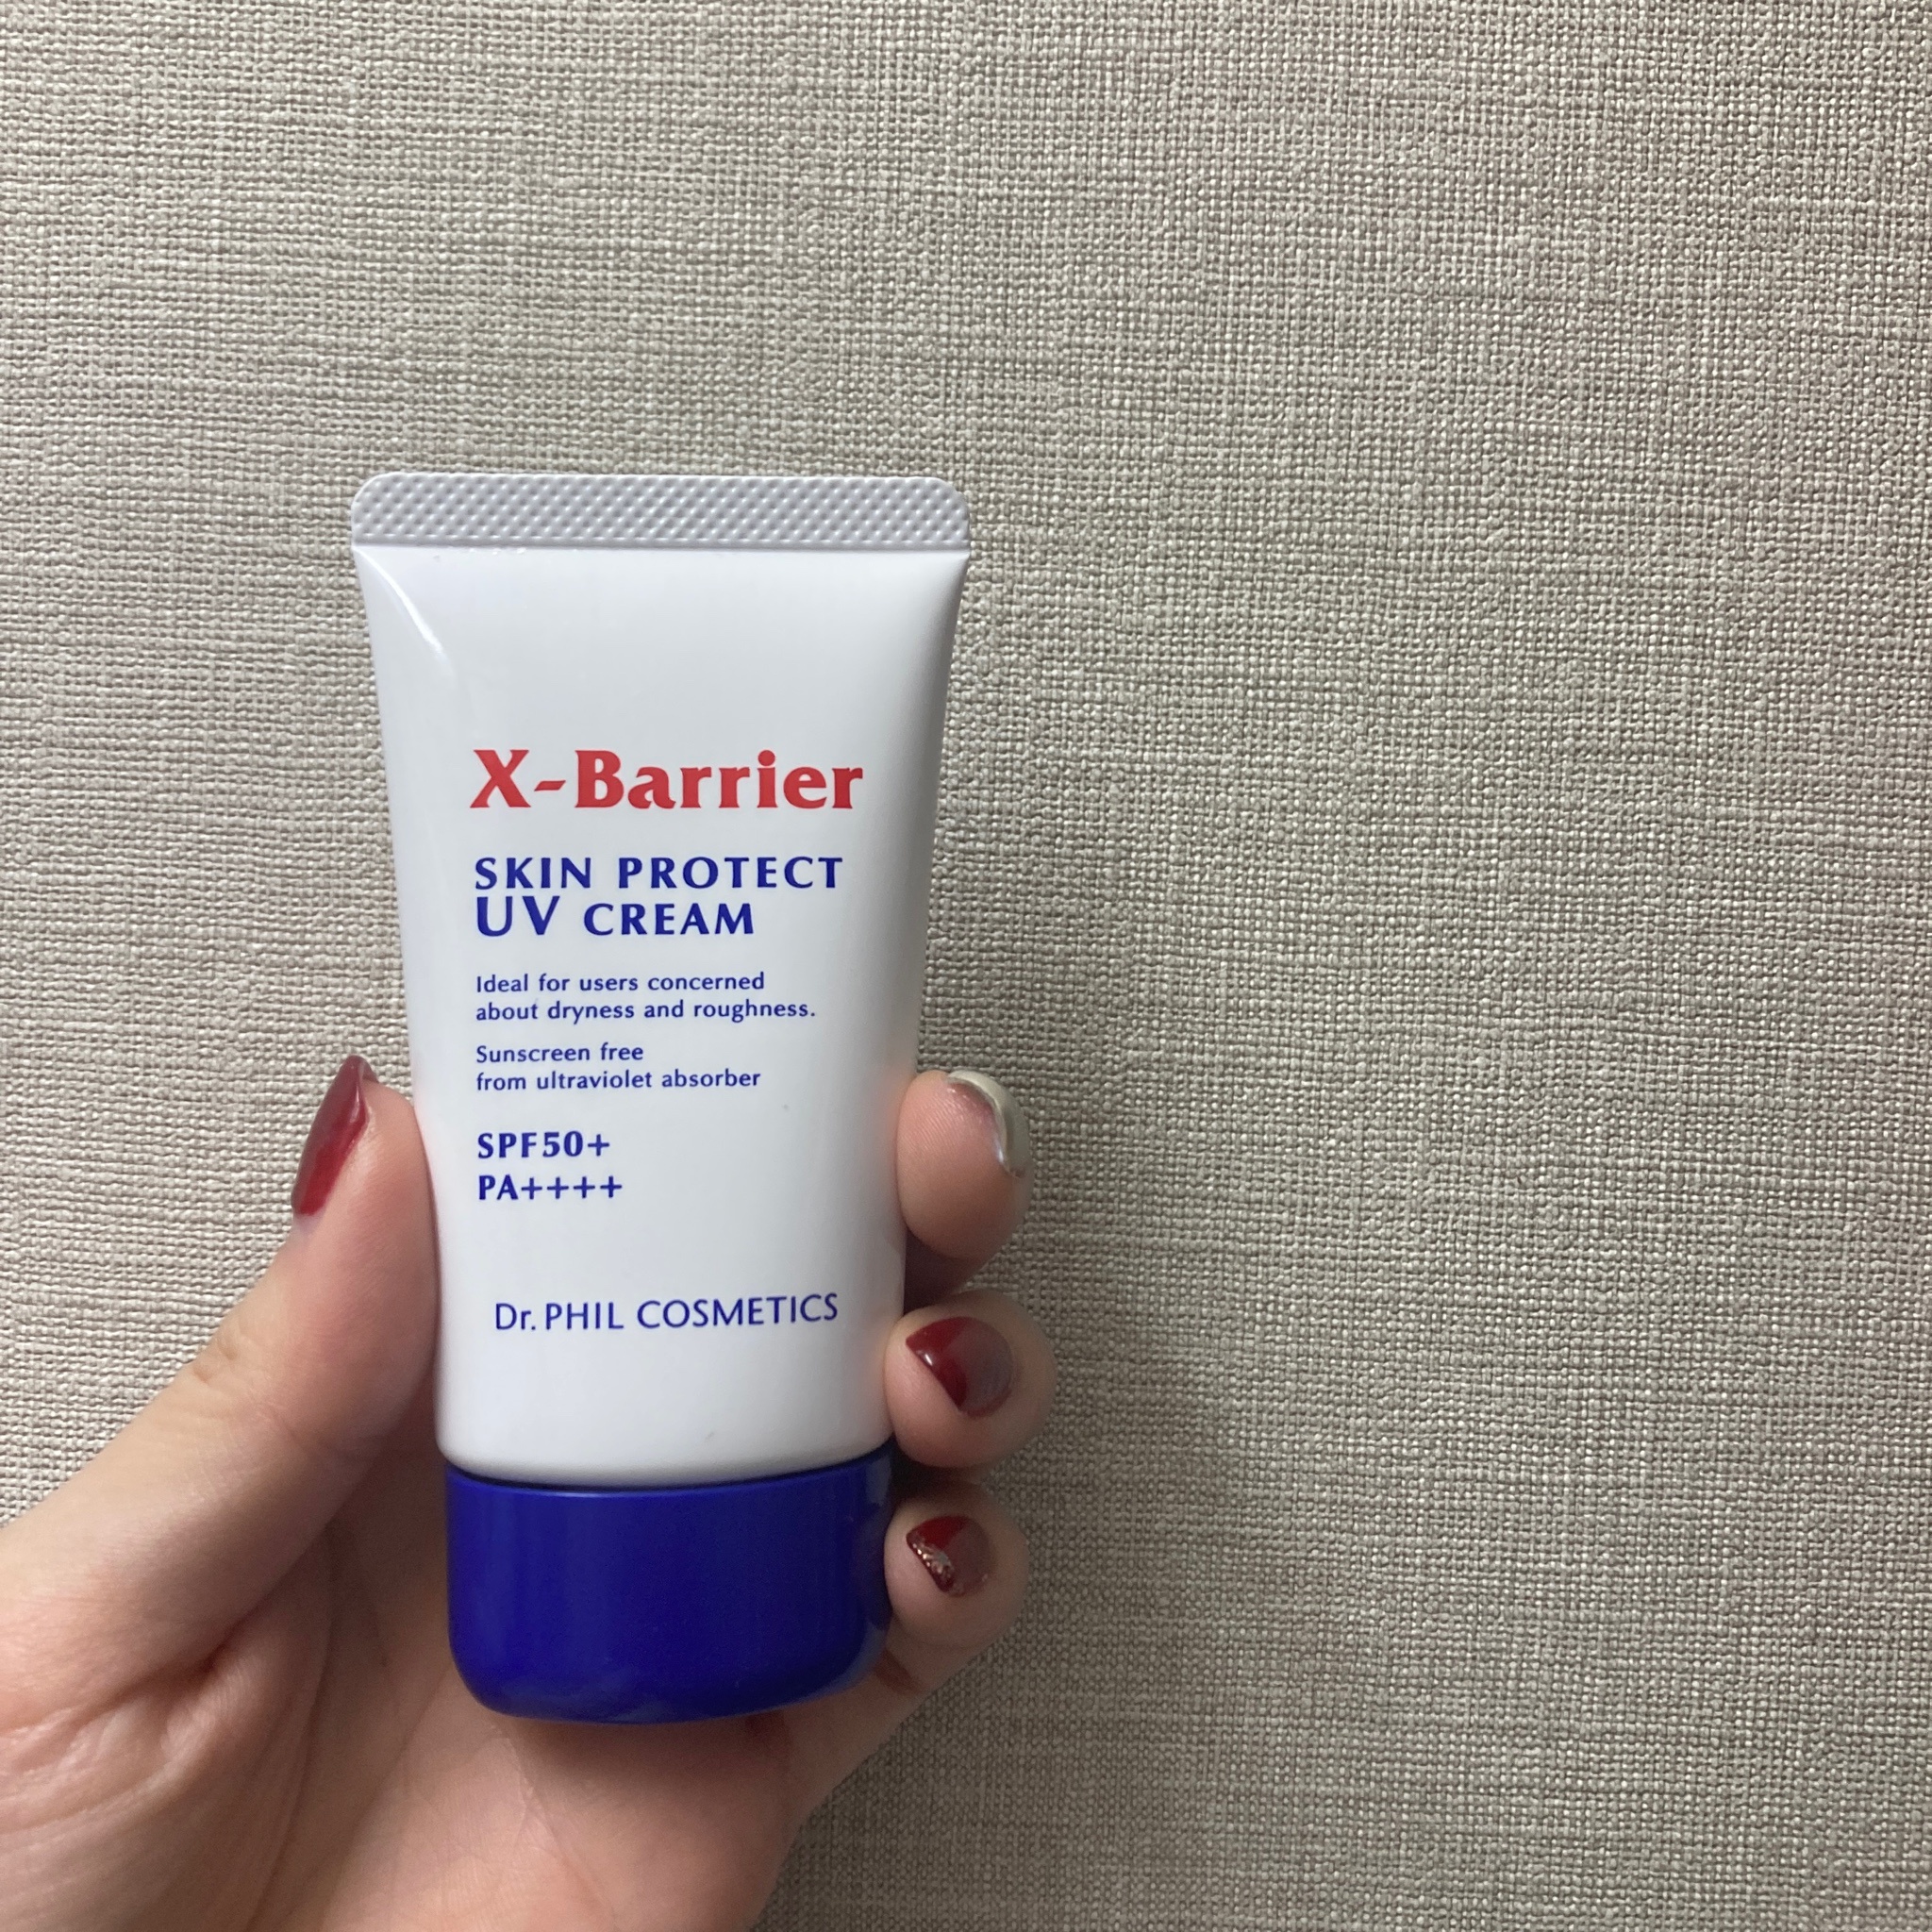 X-Barrier
SKIN PROTECT
UV CREAM
Ideal for users concerned
about dryness and roughness.
Sunscreen free
from ultraviolet absorber
SPF50+
PA++++
Dr. PHIL COSMETICS